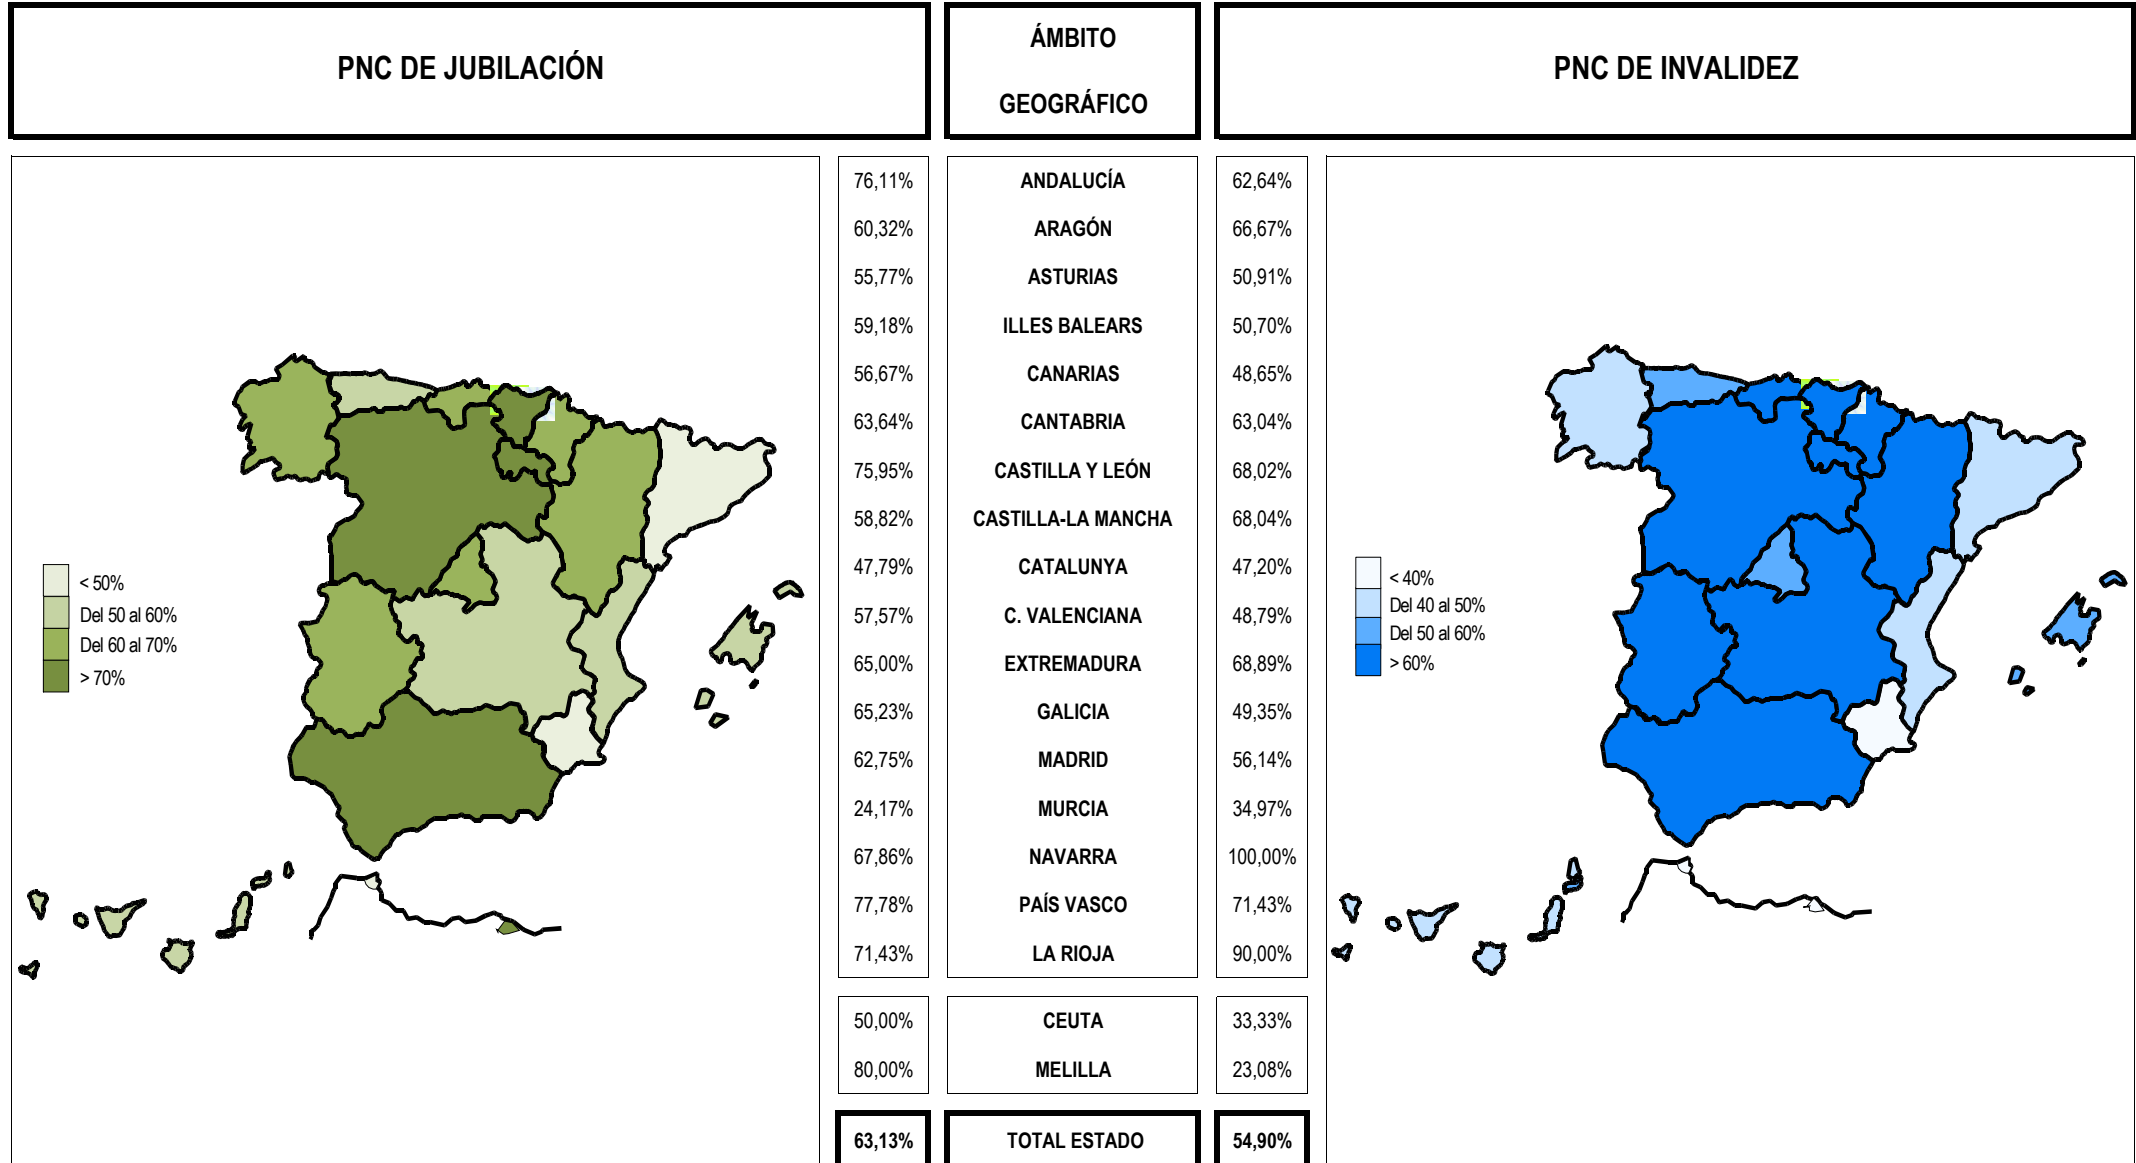 PNC DE JUBILACIÓN
ÁMBITO
GEOGRÁFICO
PNC DE INVALIDEZ
76,11% ANDALUCÍA 62,64%
60,32% ARAGÓN 66,67%
55,77% ASTURIAS 50,91%
59,18% ILLES BALEARS 50,70%
56,67% CANARIAS 48,65%
63,64% CANTABRIA 63,04%
75,95% CASTILLA Y LEÓN 68,02%
58,82% CASTILLA-LA MANCHA 68,04%
47,79% CATALUNYA 47,20%
57,57% C. VALENCIANA 48,79%
65,00% EXTREMADURA 68,89%
65,23% GALICIA 49,35%
62,75% MADRID 56,14%
24,17% MURCIA 34,97%
67,86% NAVARRA 100,00%
77,78% PAÍS VASCO 71,43%
71,43% LA RIOJA 90,00%
50,00% CEUTA 33,33%
80,00% MELILLA 23,08%
63,13% TOTAL ESTADO 54,90%
< 50%
Del 50 al 60%
Del 60 al 70%
> 70%
< 40%
Del 40 al 50%
Del 50 al 60%
> 60%